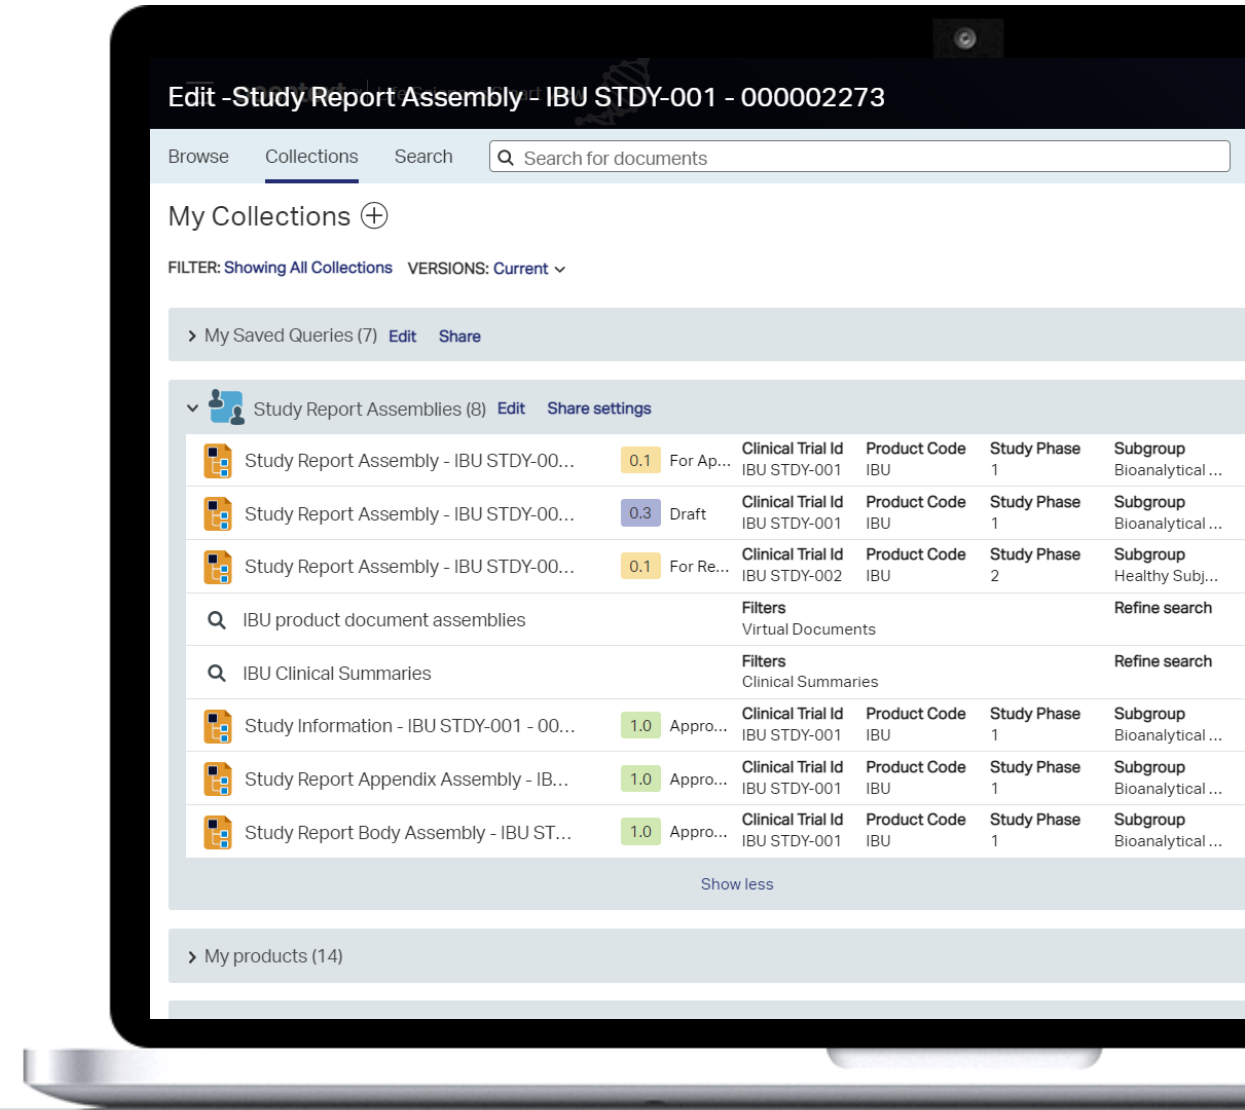 Edit -Study Report Assembly - IBU STDY-001 - 000002273
Browse Collections Search Search for documents
My Collections
FILTER: Showing All Collections VERSIONS: Current
My Saved Queries (7) Edit Share
Study Report Assemblies (8) Edit Share settings
Study Report Assembly - IBU STDY-00... 0.1 For Ap... Clinical Trial Id Product Code Study Phase Subgroup
IBU STDY-001 IBU 1 Bioanalytical ...
Study Report Assembly - IBU STDY-00... 0.3 Draft Clinical Trial Id Product Code Study Phase Subgroup
IBU STDY-001 IBU 1 Bioanalytical ...
Study Report Assembly - IBU STDY-00... 0.1 For Re... Clinical Trial Id Product Code Study Phase Subgroup
IBU STDY-002 IBU 2 Healthy Subj...
IBU product document assemblies Filters Refine search
Virtual Documents
IBU Clinical Summaries Filters Refine search
Clinical Summaries
Study Information - IBU STDY-001 - 00... 1.0 Appro... Clinical Trial Id Product Code Study Phase Subgroup
IBU STDY-001 IBU 1 Bioanalytical ...
Study Report Appendix Assembly - IB... 1.0 Appro... Clinical Trial Id Product Code Study Phase Subgroup
IBU STDY-001 IBU 1 Bioanalytical ...
Study Report Body Assembly - IBU ST... 1.0 Appro... Clinical Trial Id Product Code Study Phase Subgroup
IBU STDY-001 IBU 1 Bioanalytical ...
Show less
My products (14)